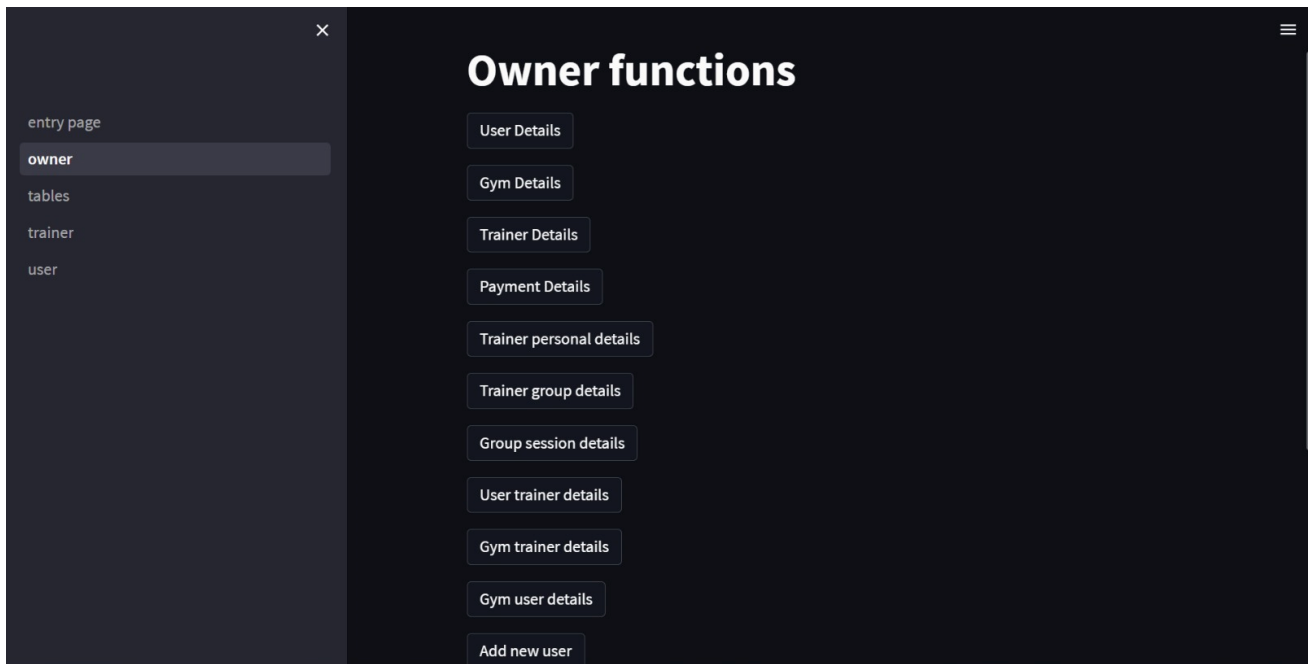 entry page
owner
tables
trainer
user
Owner functions
User Details
Gym Details
Trainer Details
Payment Details
Trainer personal details
Trainer group details
Group session details
User trainer details
Gym trainer details
Gym user details
Add new user